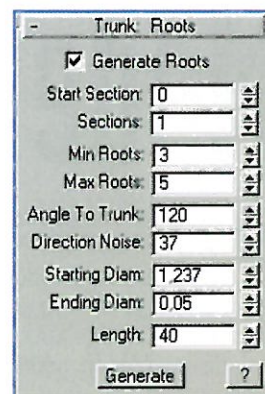 - Trunk: Roots
Generate Roots
Start Section: 0
Sections: 1
Min Roots: 3
Max Roots: 5
Angle To Trunk: 120
Direction Noise: 37
Starting Diam: 1,237
Ending Diam: 0,05
Length: 40
Generate ?